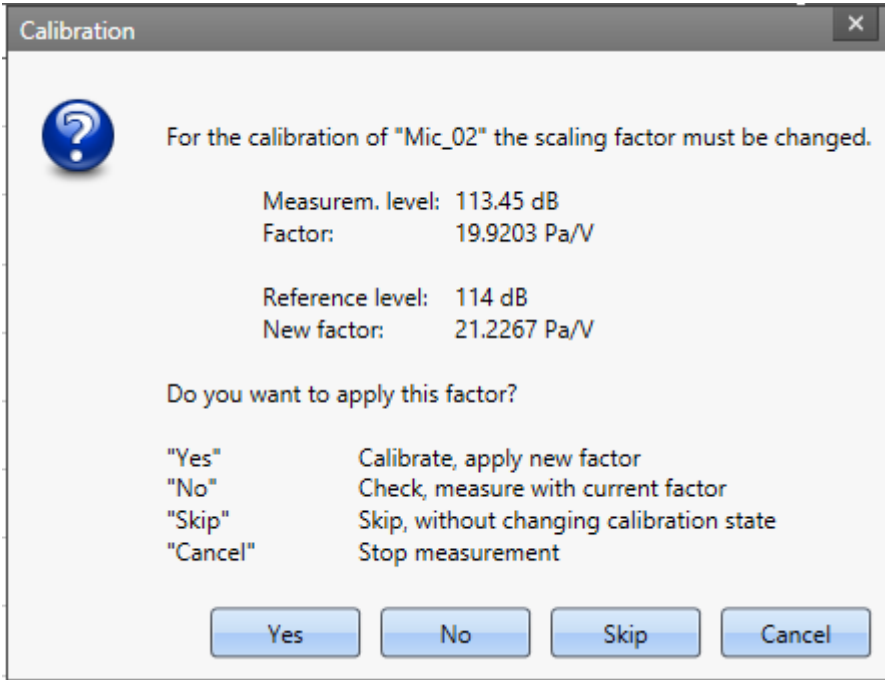 Calibration
For the calibration of "Mic_02" the scaling factor must be changed.
Measurem. level: 113.45 dB
Factor: 19.9203 Pa/V
Reference level: 114 dB
New factor: 21.2267 Pa/V
Do you want to apply this factor?
"Yes" Calibrate, apply new factor
"No" Check, measure with current factor
"Skip" Skip, without changing calibration state
"Cancel" Stop measurement
Yes No Skip Cancel